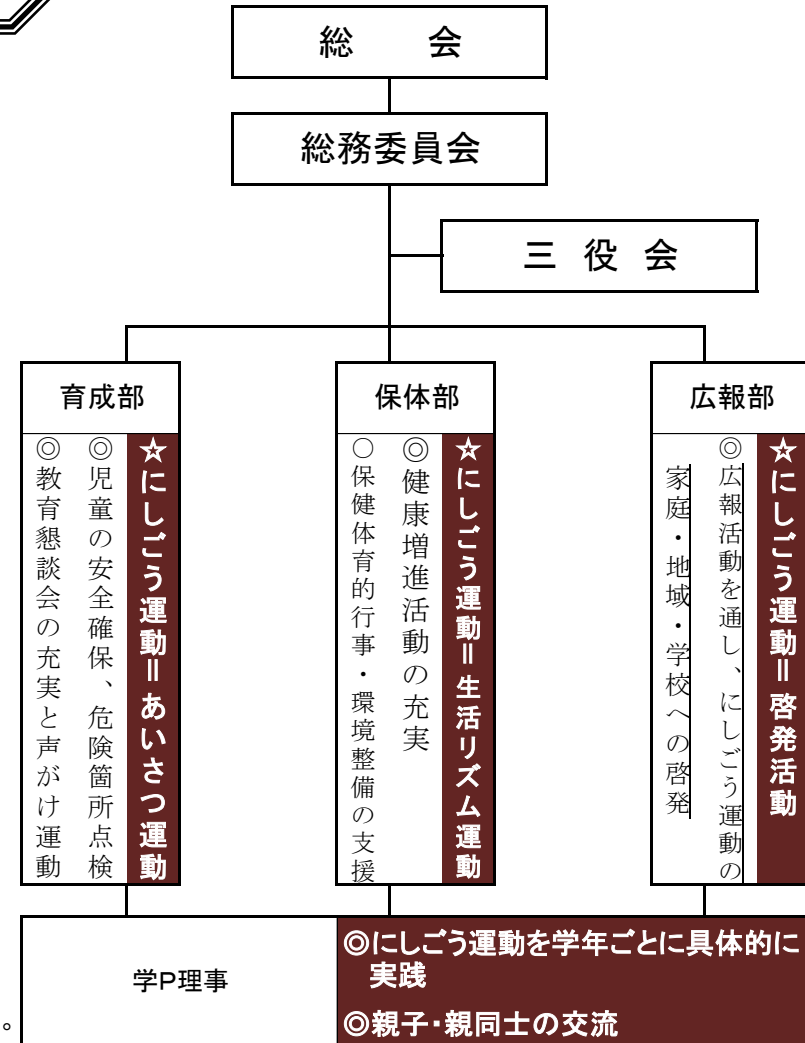 総　会
総務委員会
三役会
育成部
☆にしごう運動＝あいさつ運動
◎児童の安全確保、危険箇所点検
◎教育懇談会の充実と声がけ運動
保体部
☆にしごう運動＝生活リズム運動
◎健康増進活動の充実
○保健体育的行事・環境整備の支援
広報部
☆にしごう運動＝啓発活動
◎広報活動を通し、にしごう運動の
家庭・地域・学校への啓発
学P理事
◎にしごう運動を学年ごとに具体的に
実践
◎親子・親同士の交流
。